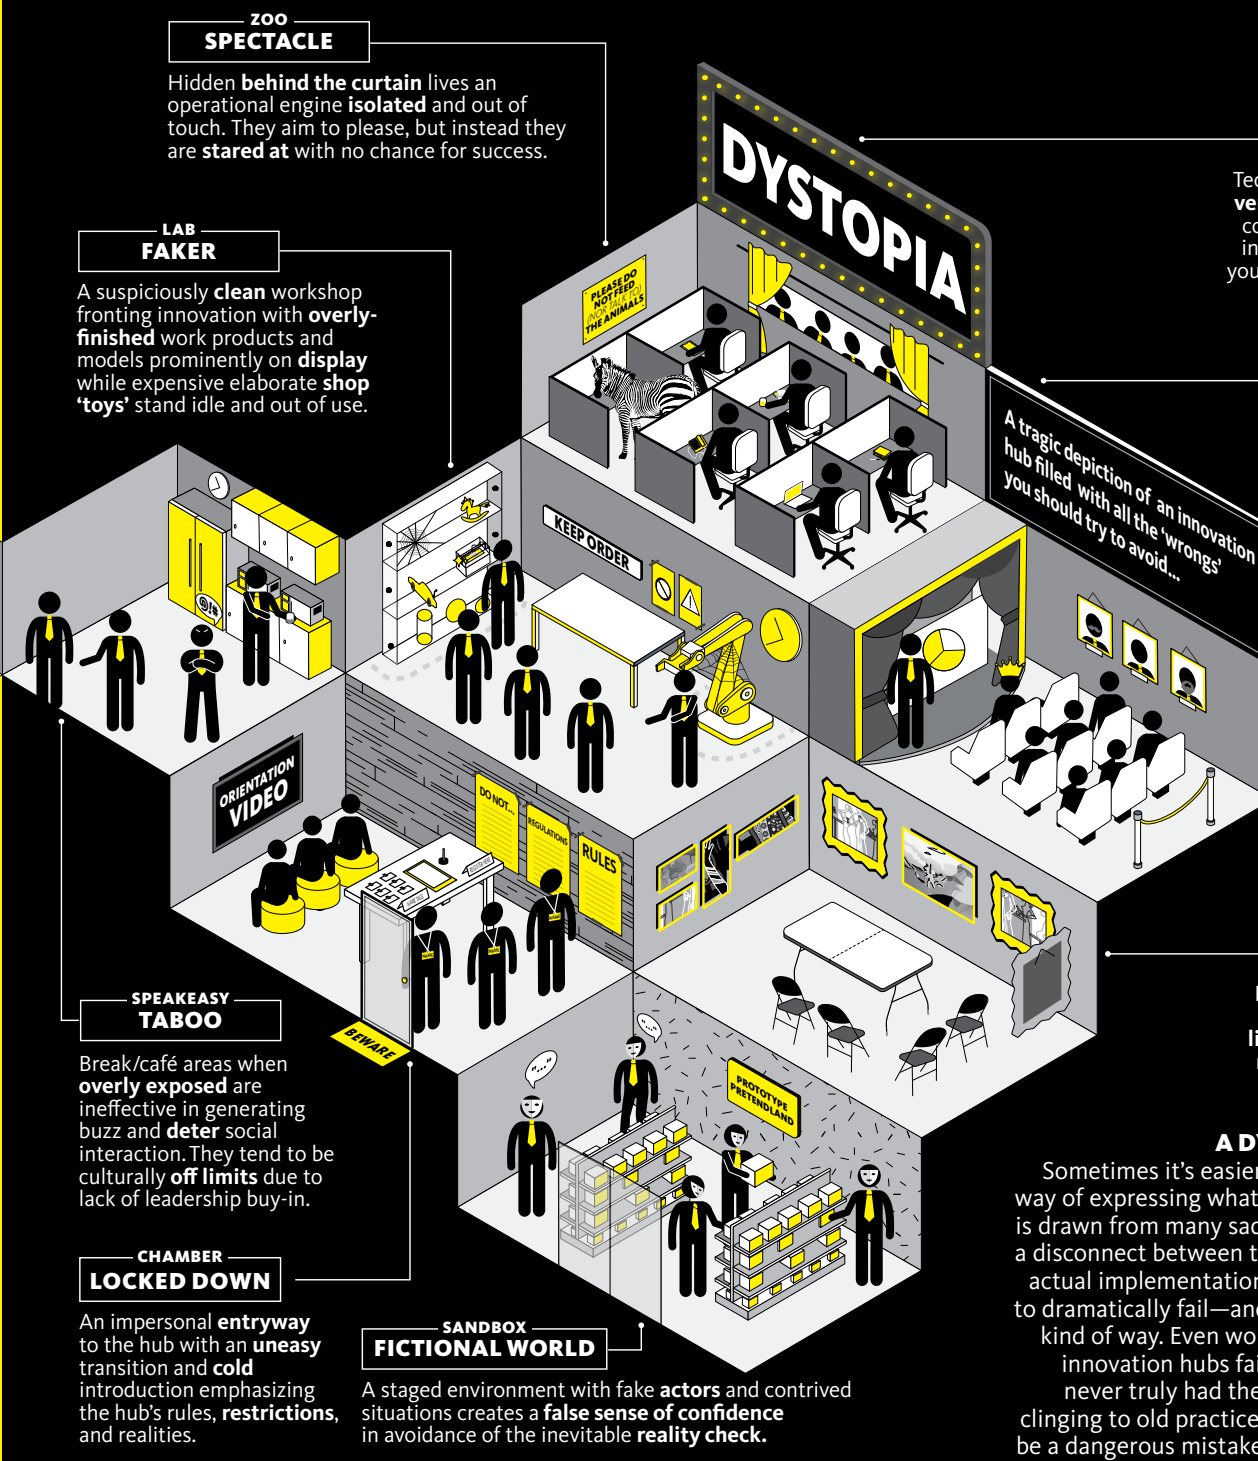 ZOO
SPECTACLE
Hidden behind the curtain lives an
operational engine isolated and out of
touch. They aim to please, but instead they
are stared at with no chance for success.
DYSTOPIA
LAB
FAKER
A suspiciously clean workshop
fronting innovation with overly-
finished work products and
models prominently on display
while expensive elaborate shop
‘toys’ stand idle and out of use.
PLEASE DO
NOT FEED
(NOR TALK TO)
THE ANIMALS
A tragic depiction of an innovation
hub filled with all the ‘wrongs’
you should try to avoid...
KEEP ORDER
@!#
ORIENTATION
VIDEO
DO NOT...
REGULATIONS
RULES
NAME
NAME
NAME
BEWARE
SPEAKEASY
TABOO
Break/café areas when
overly exposed are
ineffective in generating
buzz and deter social
interaction. They tend to be
culturally off limits due to
lack of leadership buy-in.
PROTOTYPE
PRETENDLAND
CHAMBER
LOCKED DOWN
An impersonal entryway
to the hub with an uneasy
transition and cold
introduction emphasizing
the hub’s rules, restrictions,
and realities.
SANDBOX
FICTIONAL WORLD
A staged environment with fake actors and contrived
situations creates a false sense of confidence
in avoidance of the inevitable reality check.
Tec
ve
co
in
you
li
A D
Sometimes it’s easier
way of expressing what
is drawn from many sad
a disconnect between t
actual implementation
to dramatically fail—and
kind of way. Even wo
innovation hubs fai
never truly had the
clinging to old practice
be a dangerous mistake